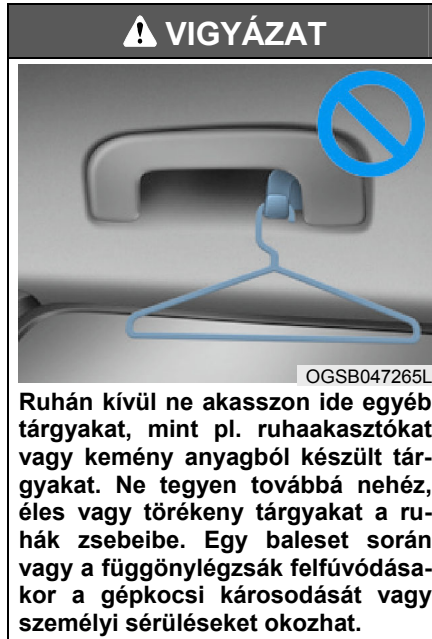 VIGYÁZAT
OGSB047265L
Ruhán kívül ne akasszon ide egyéb
tárgyakat, mint pl. ruhaakasztókat
vagy kemény anyagból készült tár-
gyakat. Ne tegyen továbbá nehéz,
éles vagy törékeny tárgyakat a ru-
hák zsebeibe. Egy baleset során
vagy a függönylégzsák felfúvódása-
kor a gépkocsi károsodását vagy
személyi sérüléseket okozhat.